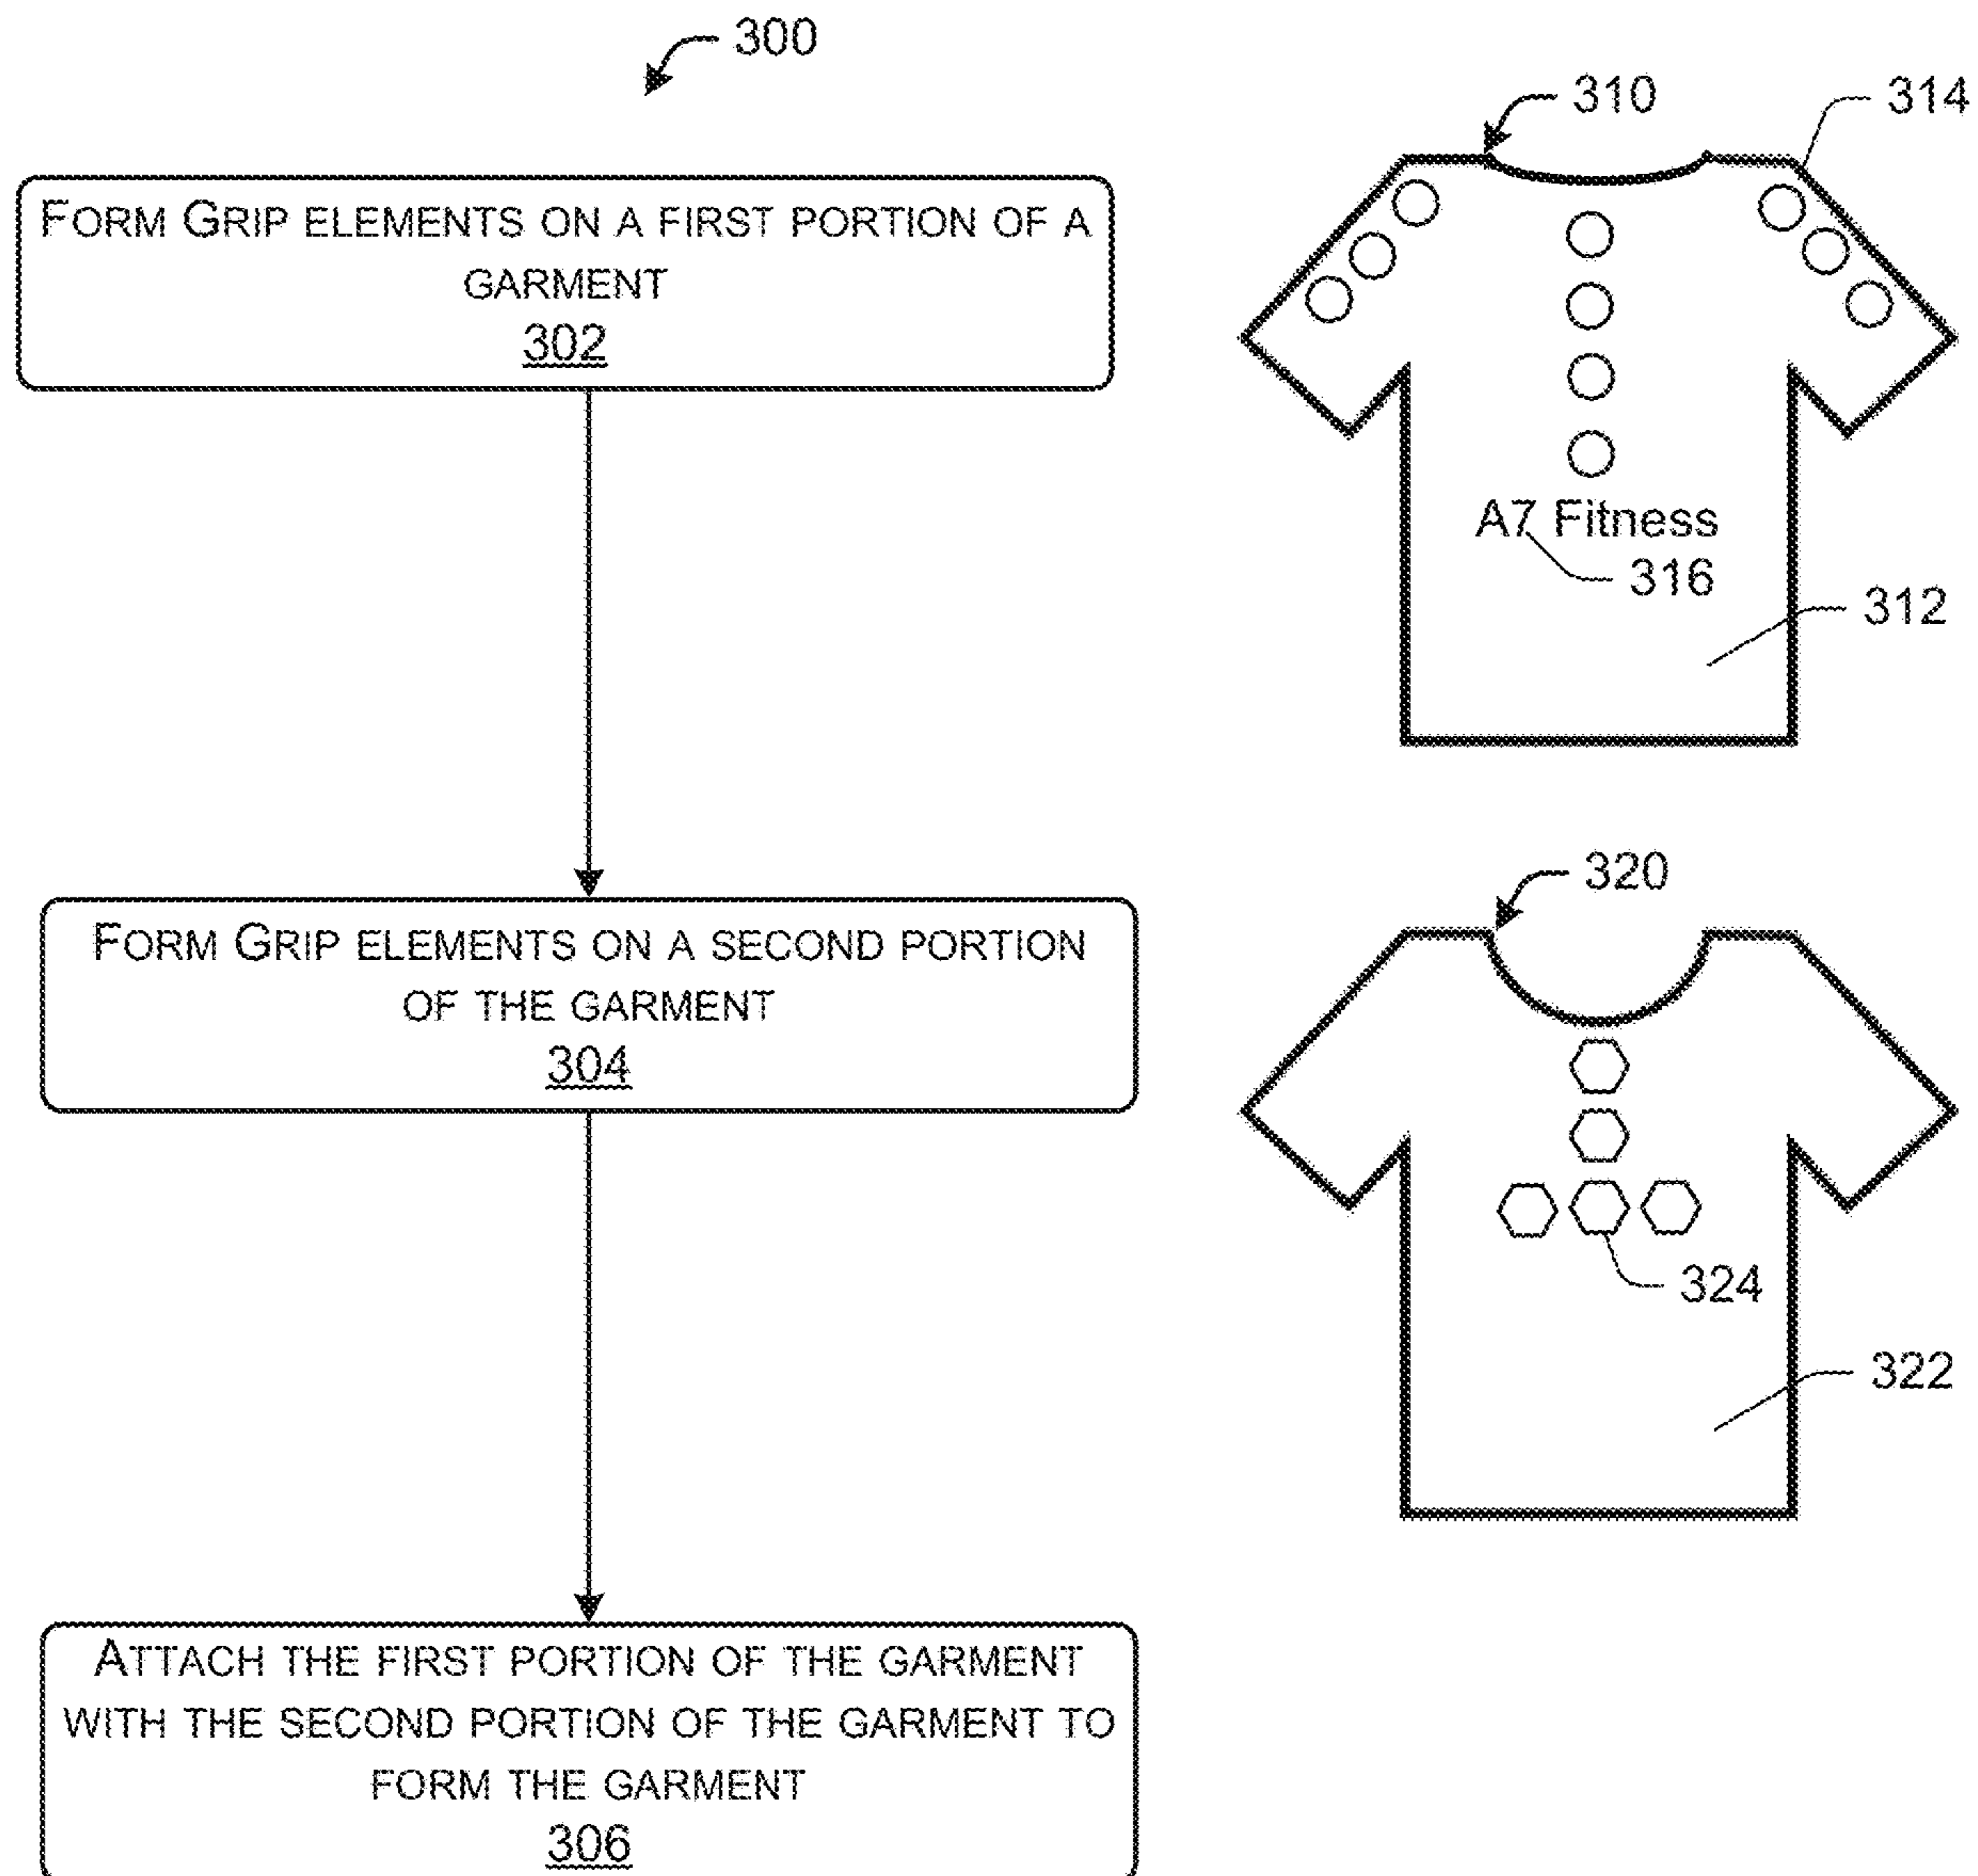 300
310
314
FORM GRIP ELEMENTS ON A FIRST PORTION OF A
GARMENT
302
A7 Fitness
316
312
320
FORM GRIP ELEMENTS ON A SECOND PORTION
OF THE GARMENT
304
324
322
ATTACH THE FIRST PORTION OF THE GARMENT
WITH THE SECOND PORTION OF THE GARMENT TO
FORM THE GARMENT
306